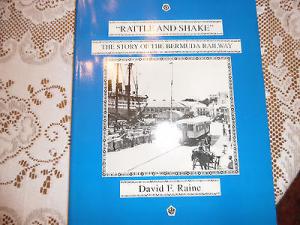 "RATTLE AND SHAKE"
THE STORY OF THE BERMUDA RAILWAY
David F. Raine